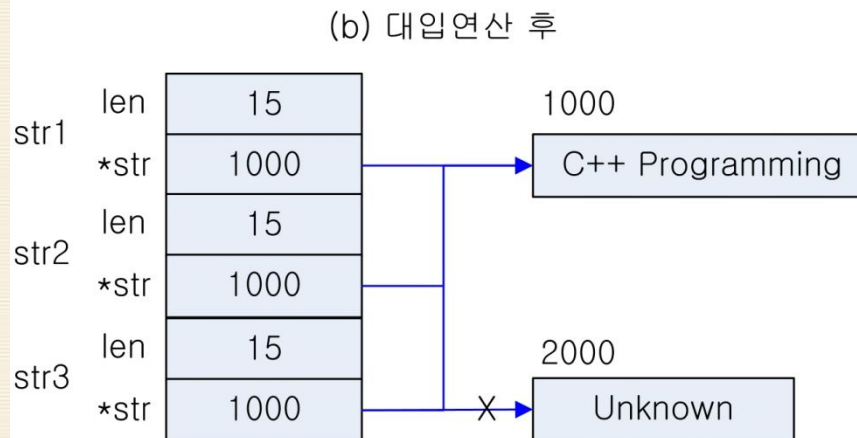 (b) 대입연산 후
len 15 1000
str1
*str 1000 C++ Programming
len 15
str2
*str 1000
len 15 2000
str3
*str 1000 X Unknown